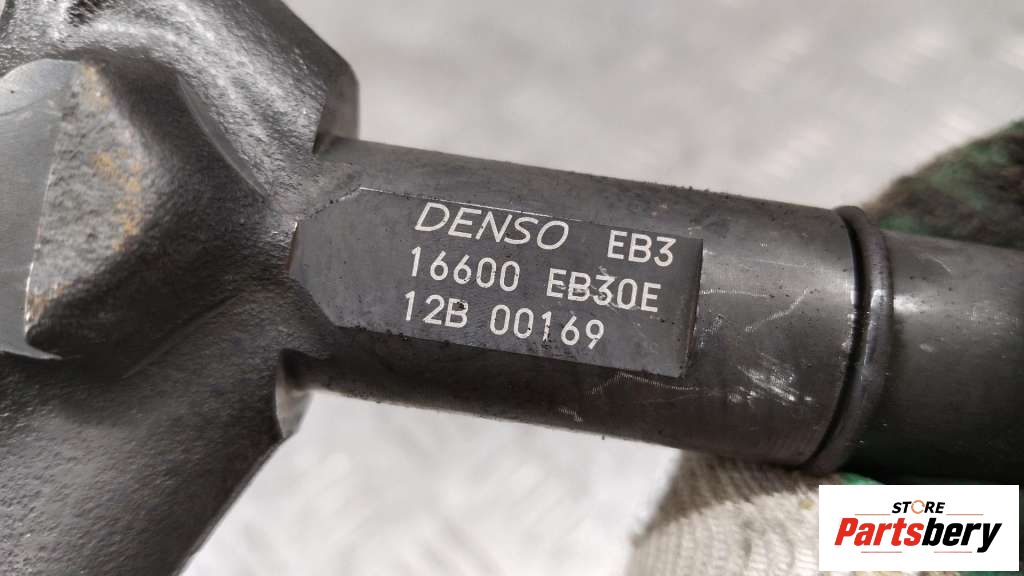 DENSO EB3
16600 EB30E
12B 00169
STORE
Partsbery